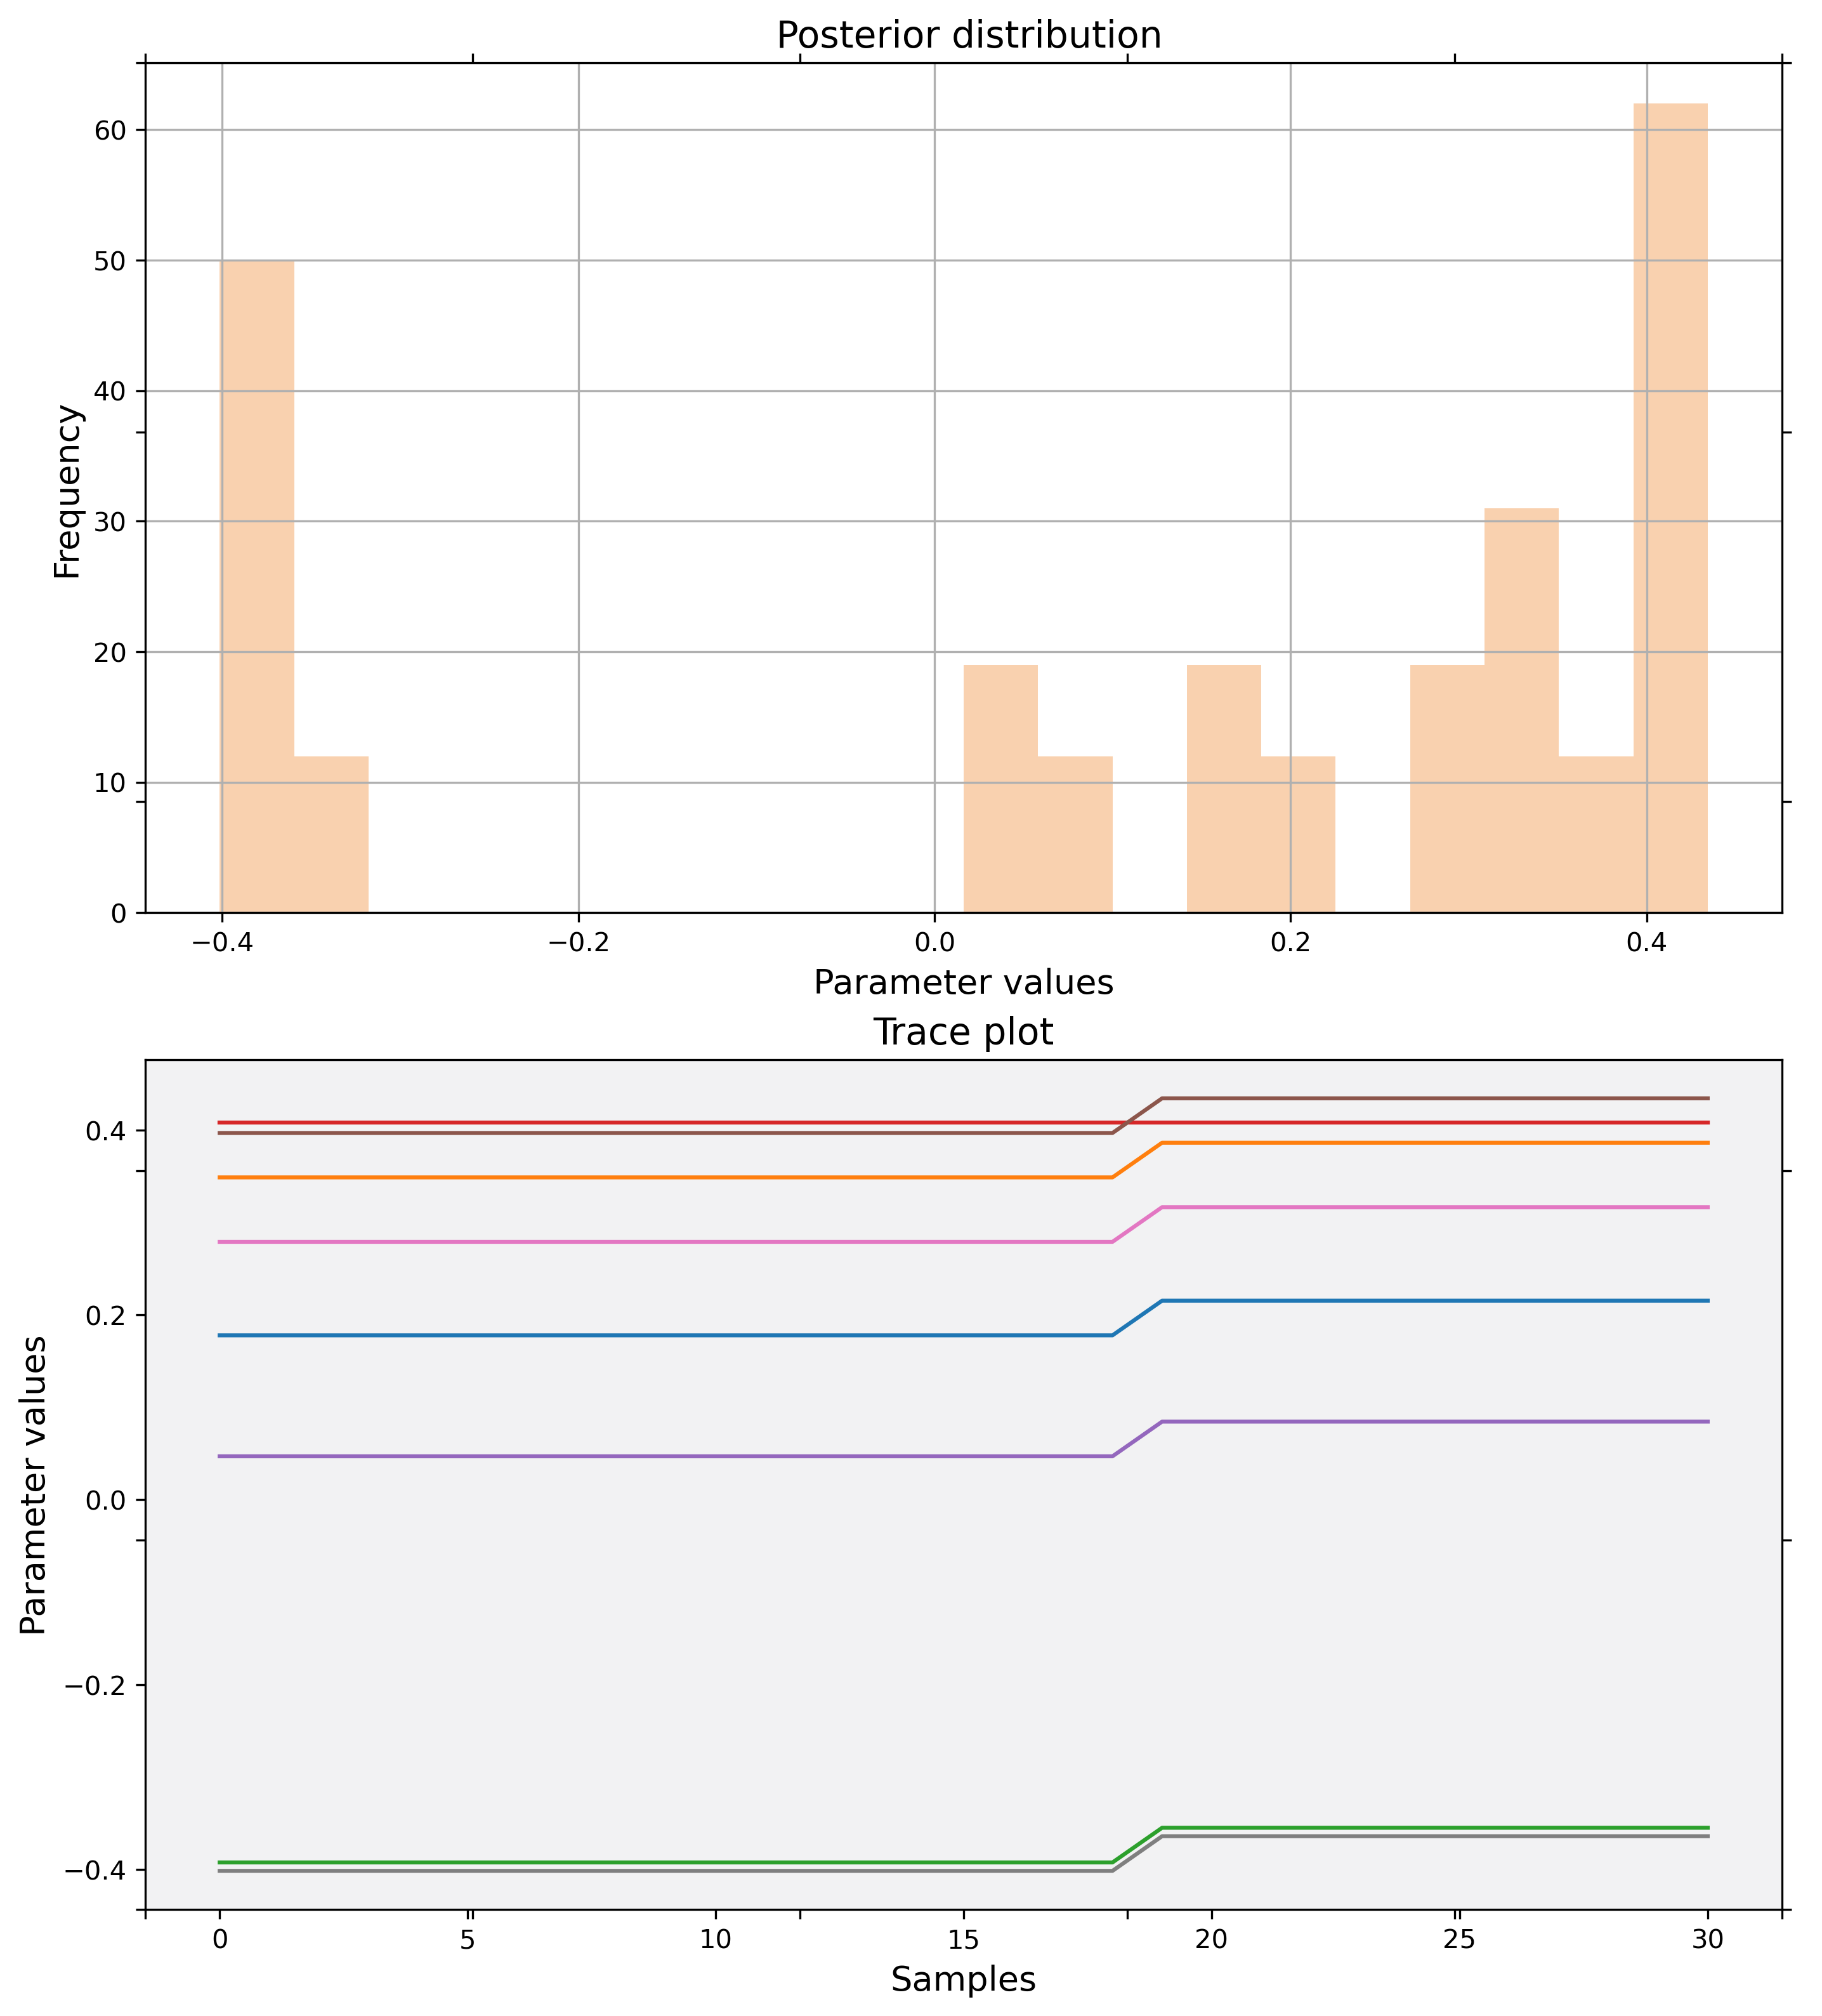 Posterior distribution
60
50
40
30
20
10
0
Frequency
−0.4 −0.2 0.0 0.2 0.4
Parameter values
Trace plot
0.4
0.2
0.0
−0.2
−0.4
Parameter values
0 5 10 15 20 25 30
Samples